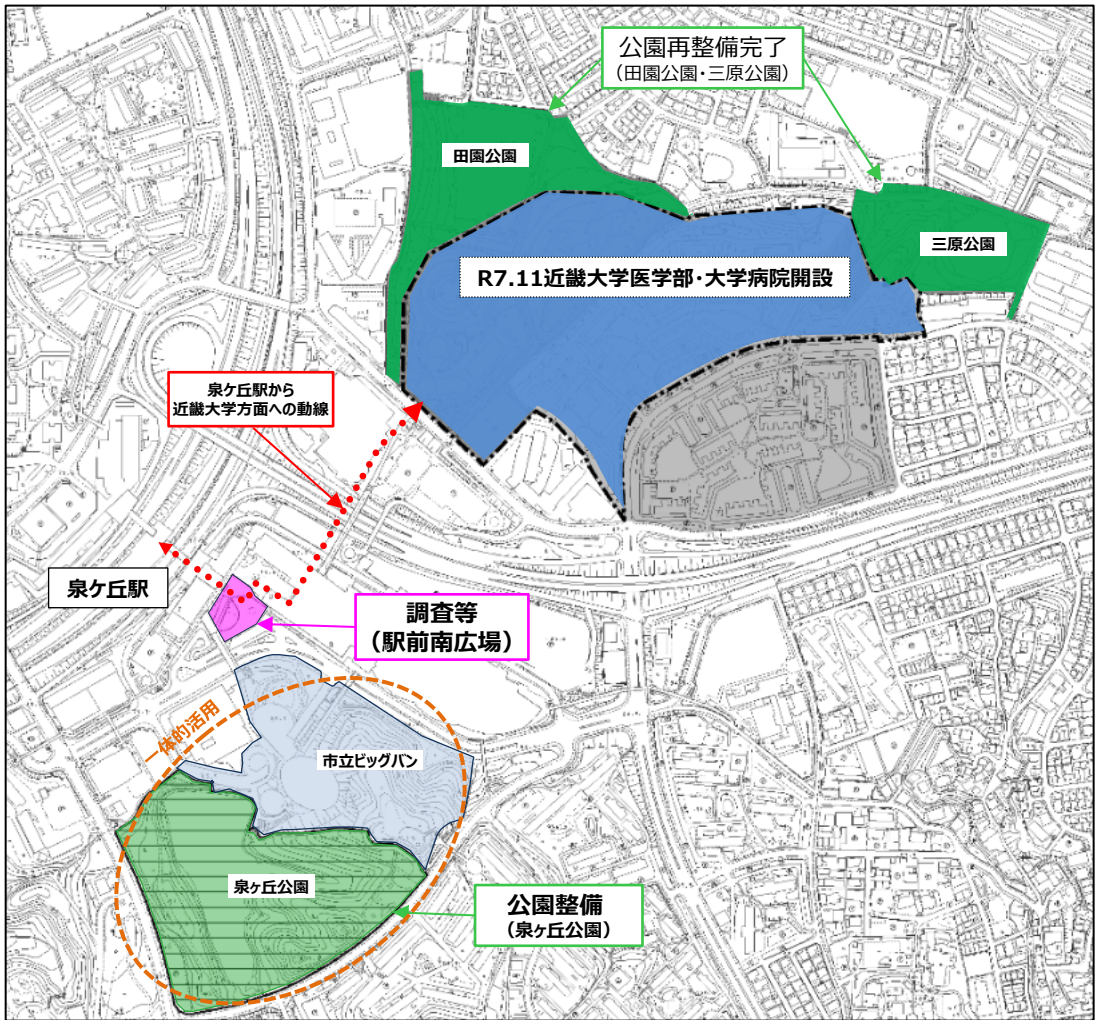 公園再整備完了
（田園公園・三原公園）
田園公園
三原公園
R7.11近畿大学医学部・大学病院開設
泉ケ丘駅から
近畿大学方面への動線
泉ケ丘駅
調査等
（駅前南広場）
一体的活用
市立ビッグバン
泉ヶ丘公園
公園整備
（泉ヶ丘公園）